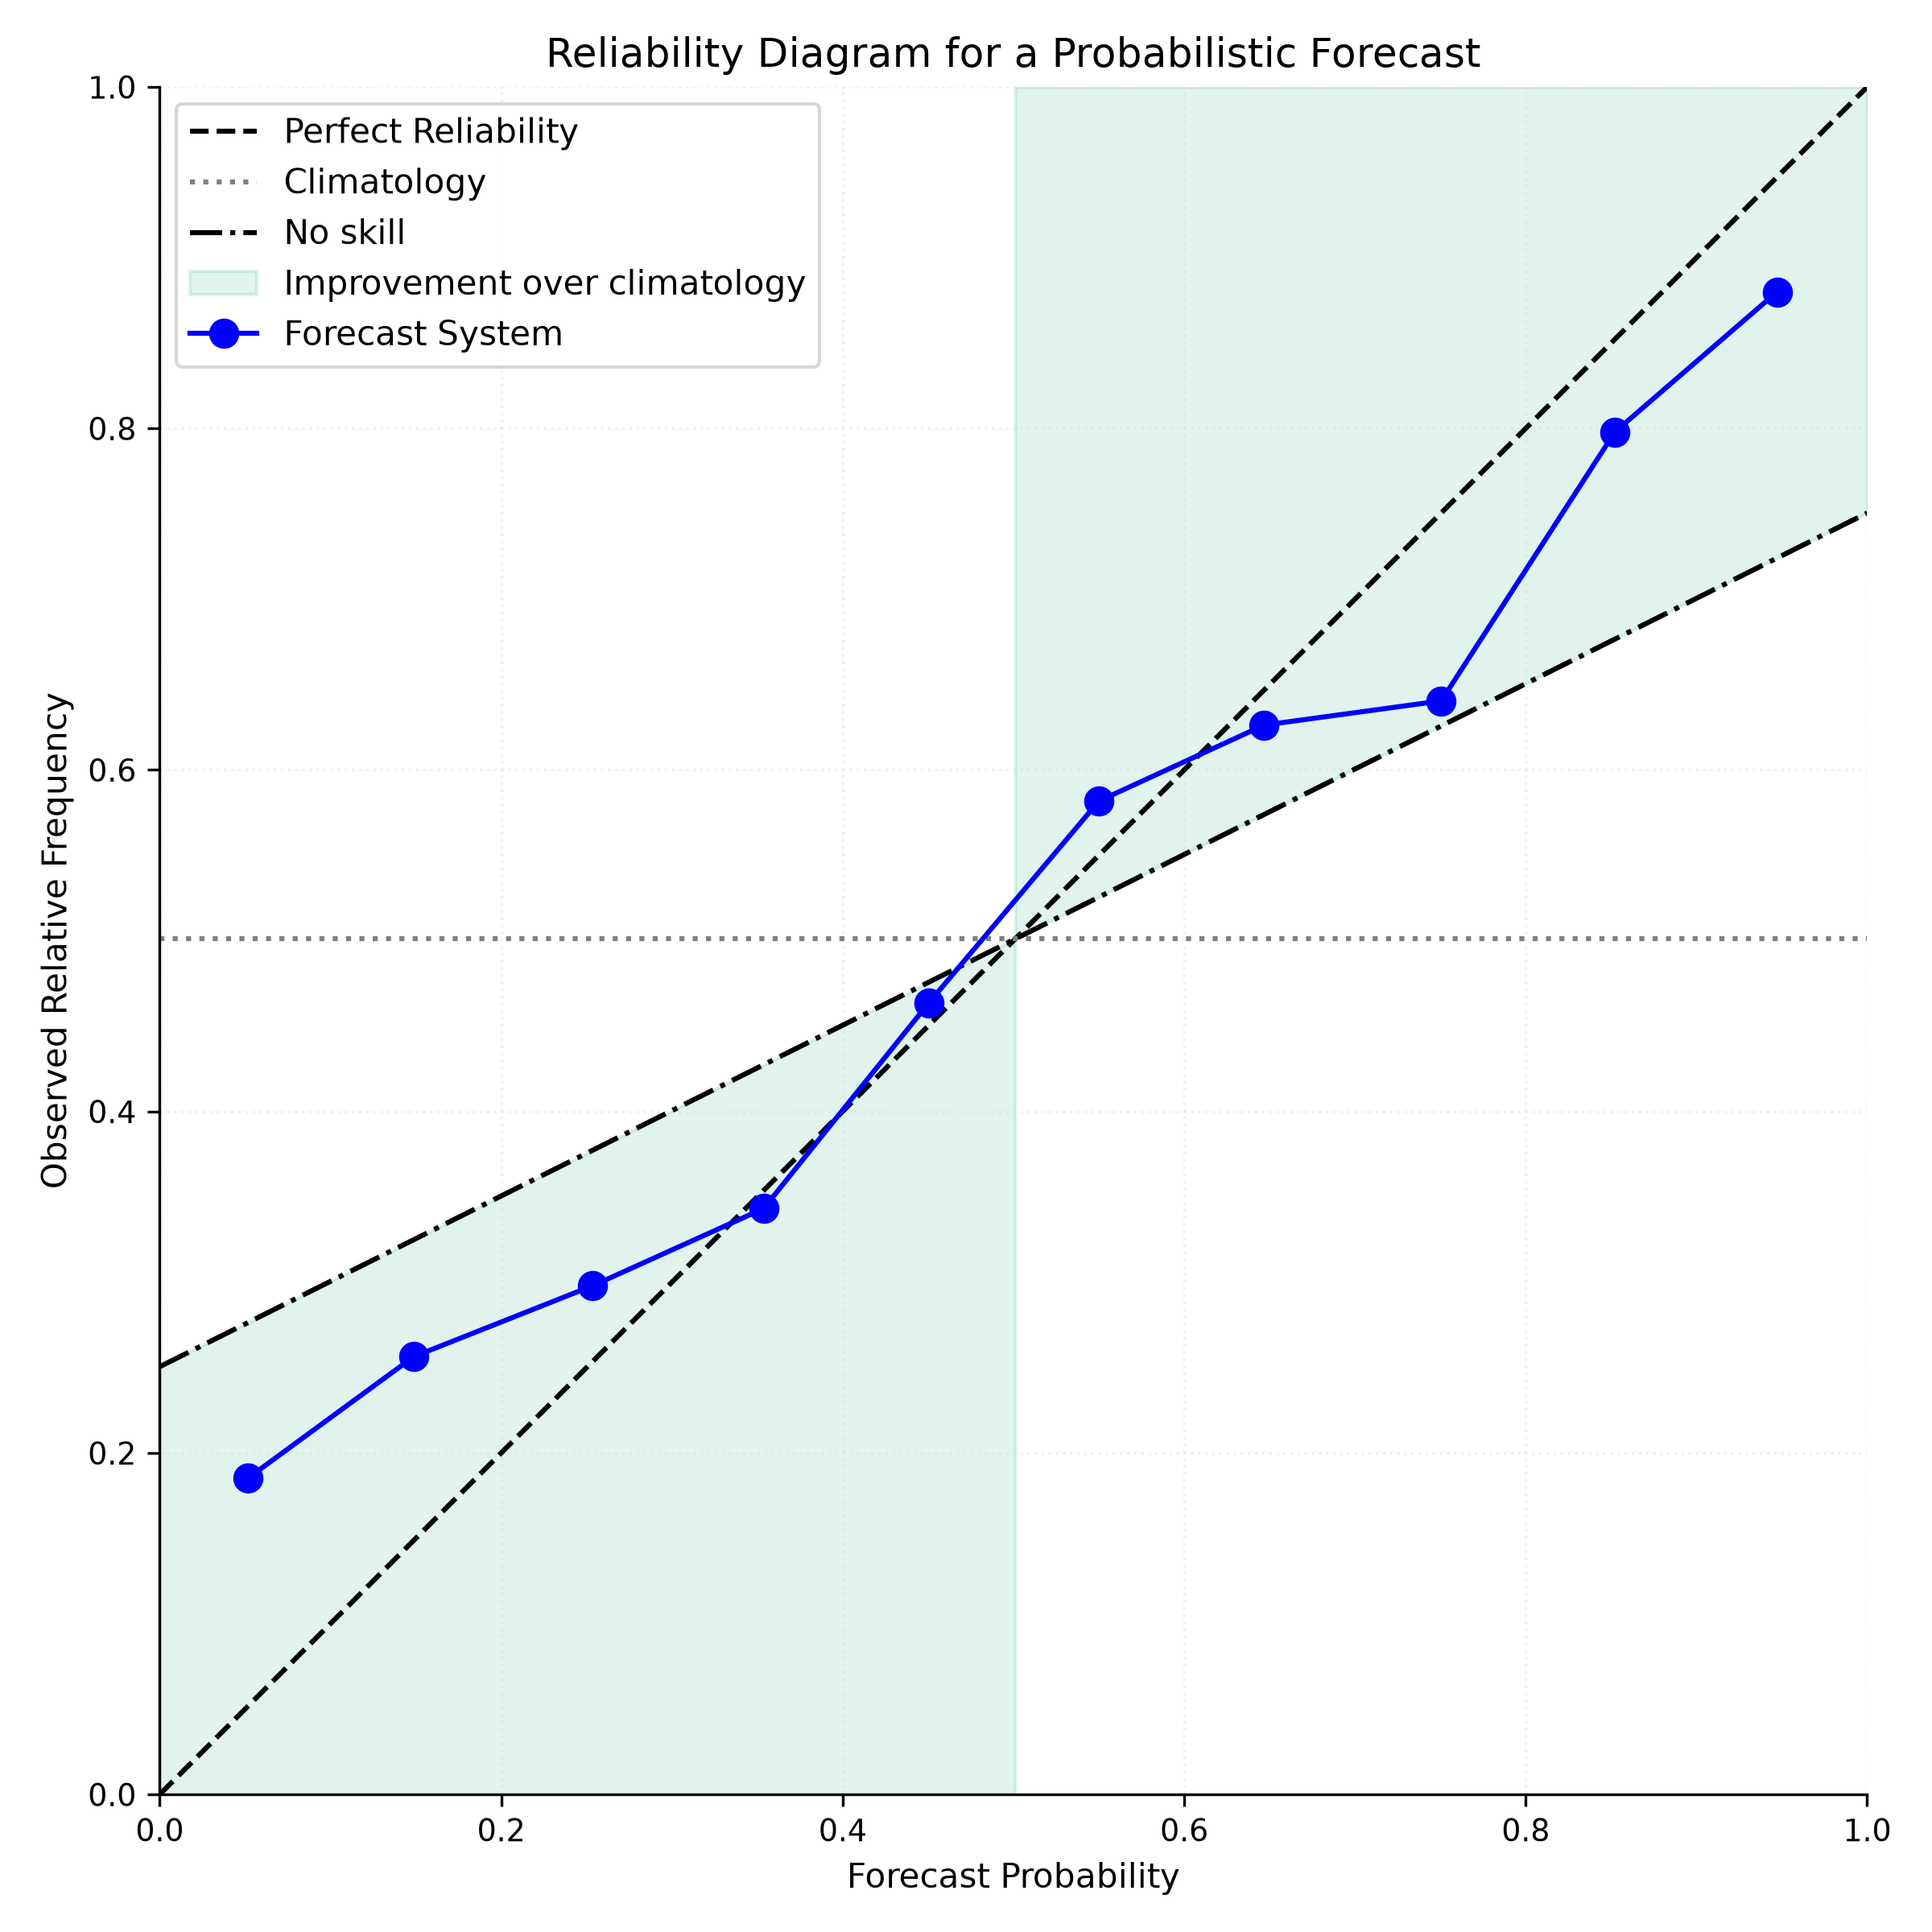 Reliability Diagram for a Probabilistic Forecast
Perfect Reliability
Climatology
No skill
Improvement over climatology
Forecast System
Observed Relative Frequency
1.0
0.8
0.6
0.4
0.2
0.0
0.0 0.2 0.4 0.6 0.8 1.0
Forecast Probability